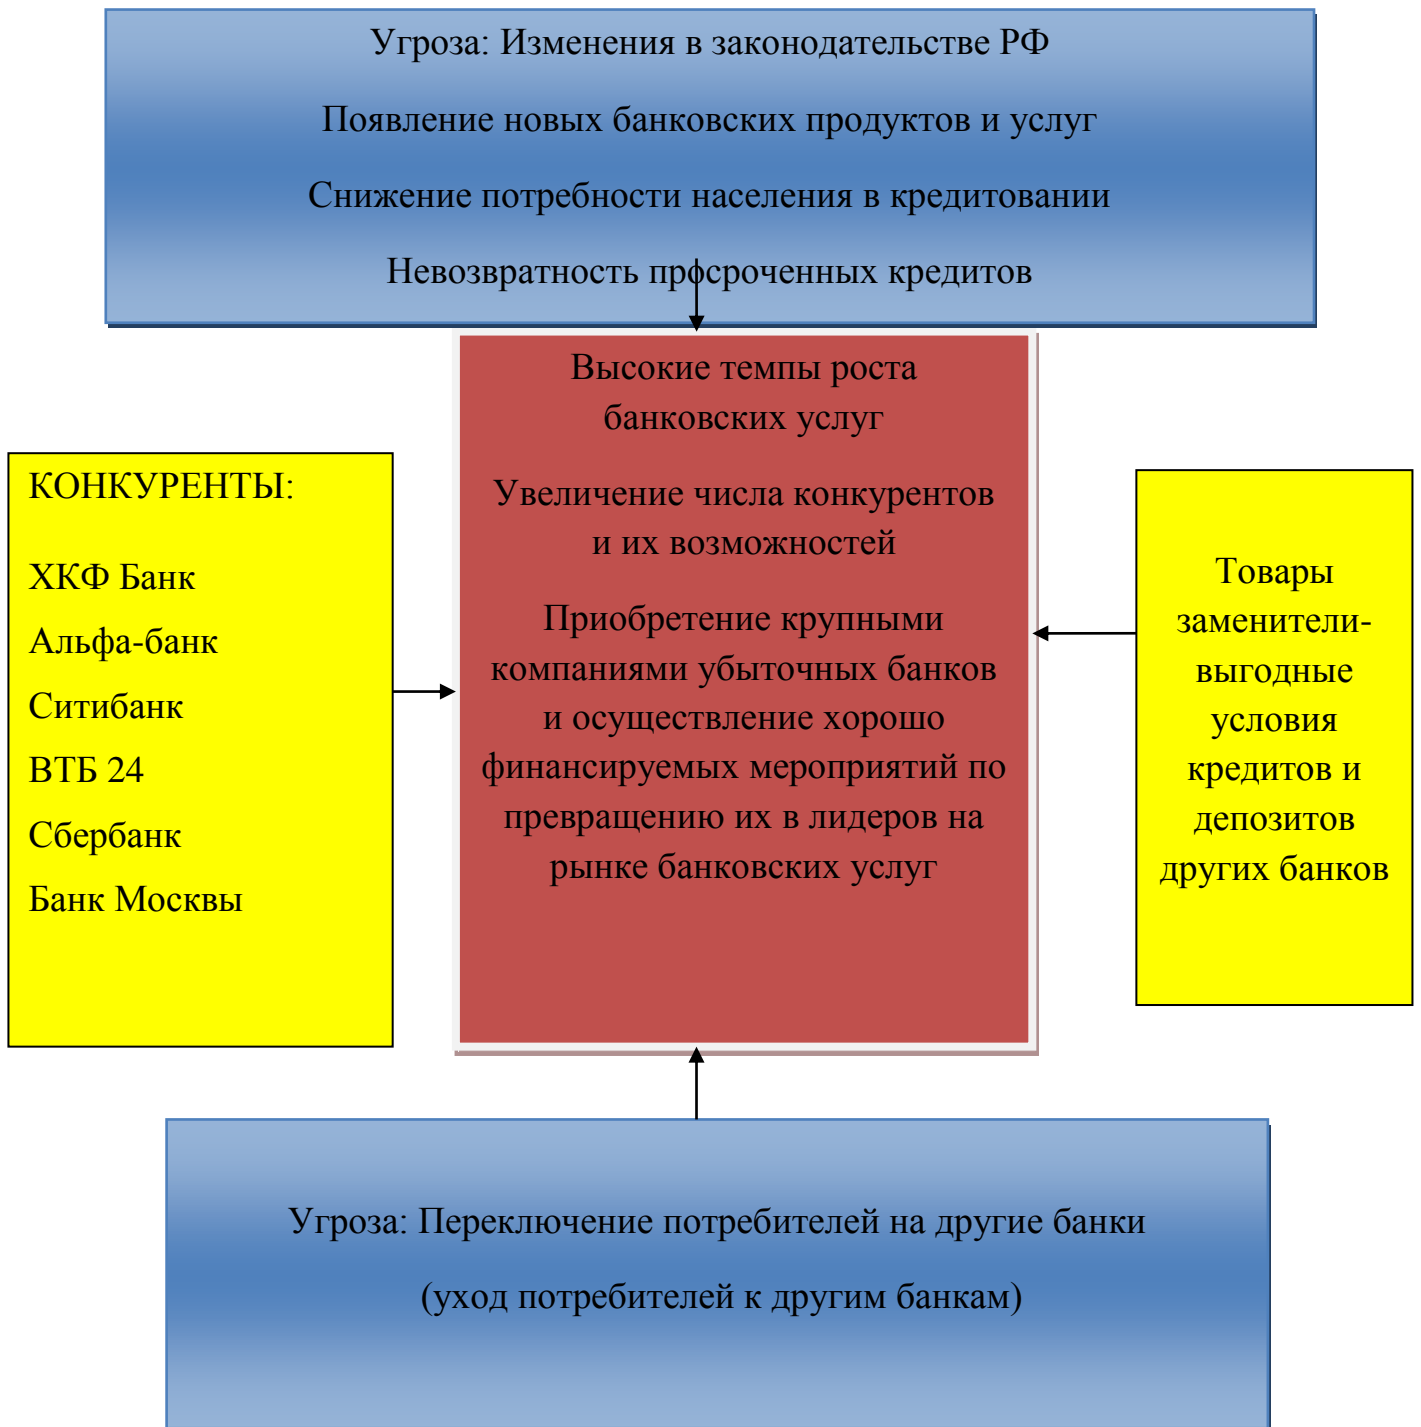 Угроза: Изменения в законодательстве РФ
Появление новых банковских продуктов и услуг
Снижение потребности населения в кредитовании
Невозвратность просроченных кредитов
Высокие темпы роста
банковских услуг
Увеличение числа конкурентов
и их возможностей
Приобретение крупными
компаниями убыточных банков
и осуществление хорошо
финансируемых мероприятий по
превращению их в лидеров на
рынке банковских услуг
КОНКУРЕНТЫ:
ХКФ Банк
Альфа-банк
Ситибанк
ВТБ 24
Сбербанк
Банк Москвы
Товары
заменители-
выгодные
условия
кредитов и
депозитов
других банков
Угроза: Переключение потребителей на другие банки
(уход потребителей к другим банкам)